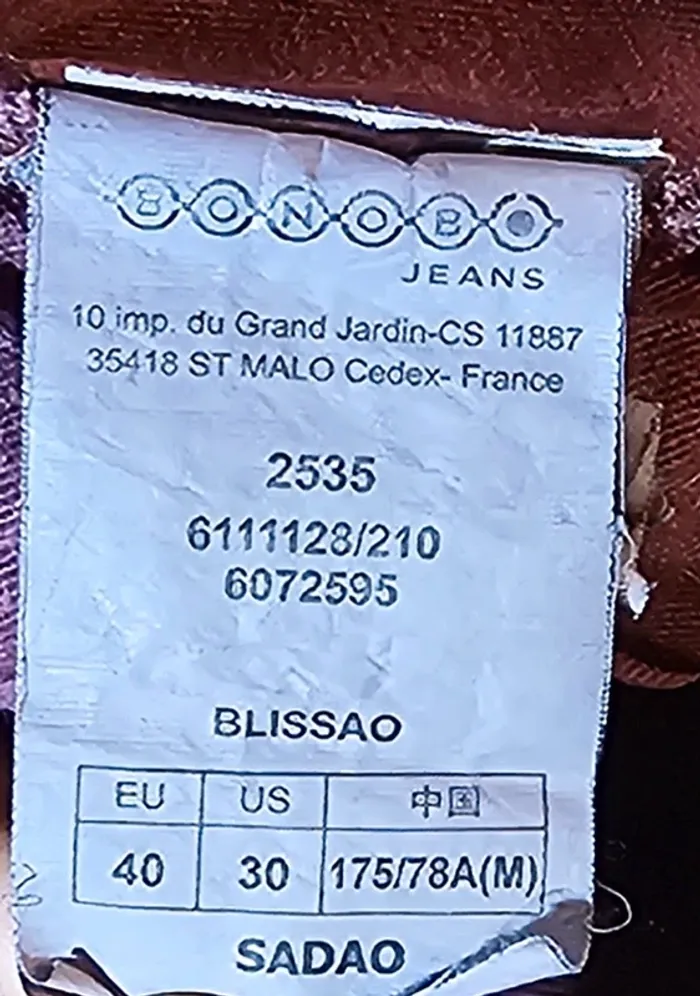 BONOBO
JEANS
10 imp. du Grand Jardin-CS 11887
35418 ST MALO Cedex- France
2535
6111128/210
6072595
BLISSAO
EU US 中国
40 30 175/78A(M)
SADAO